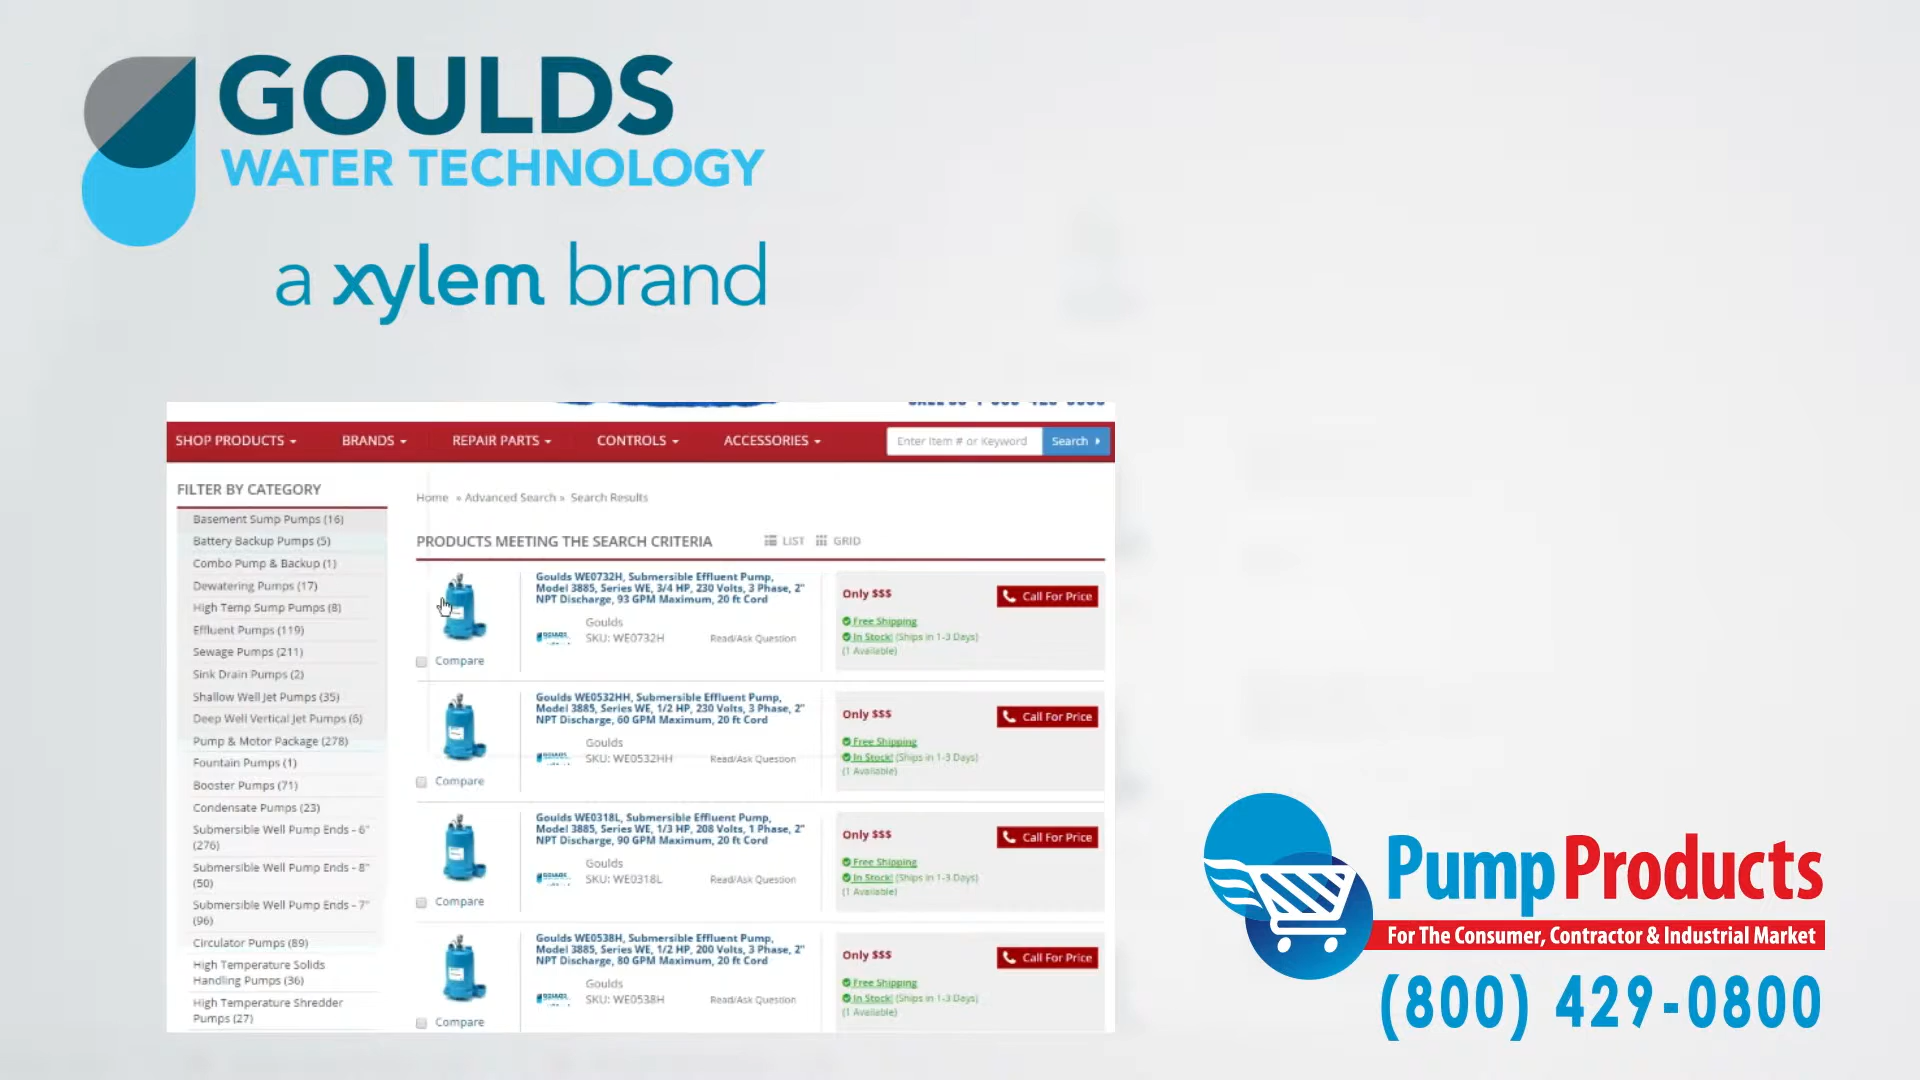 GOULDS
WATER TECHNOLOGY
a xylem brand
SHOP PRODUCTS
BRANDS
REPAIR PARTS
CONTROLS
ACCESSORIES
Enter Item # or Keyword
Search
FILTER BY CATEGORY
Basement Sump Pumps (16)
Battery Backup Pumps (5)
Combo Pump & Backup (1)
Dewatering Pumps (17)
High Temp Sump Pumps (8)
Effluent Pumps (119)
Sewage Pumps (211)
Sink Drain Pumps (2)
Shallow Well Jet Pumps (35)
Deep Well Vertical Jet Pumps (6)
Pump & Motor Package (278)
Fountain Pumps (1)
Booster Pumps (71)
Condensate Pumps (23)
Submersible Well Pump Ends - 6"
(276)
Submersible Well Pump Ends - 8"
(50)
Submersible Well Pump Ends - 7"
(96)
Circulator Pumps (89)
High Temperature Solids
Handling Pumps (36)
High Temperature Shredder
Pumps (27)
Home » Advanced Search » Search Results
PRODUCTS MEETING THE SEARCH CRITERIA
LIST
GRID
Goulds WE0732H, Submersible Effluent Pump,
Model 3885, Series WE, 3/4 HP, 230 Volts, 3 Phase, 2"
NPT Discharge, 93 GPM Maximum, 20 ft Cord
Goulds
SKU: WE0732H
Read/Ask Question
Compare
Only $$$
Call For Price
Free Shipping
In Stock! (Ships in 1-3 Days)
(1 Available)
Goulds WE0532HH, Submersible Effluent Pump,
Model 3885, Series WE, 1/2 HP, 230 Volts, 3 Phase, 2"
NPT Discharge, 60 GPM Maximum, 20 ft Cord
Goulds
SKU: WE0532HH
Read/Ask Question
Compare
Only $$$
Call For Price
Free Shipping
In Stock! (Ships in 1-3 Days)
(1 Available)
Goulds WE0318L, Submersible Effluent Pump,
Model 3885, Series WE, 1/3 HP, 208 Volts, 1 Phase, 2"
NPT Discharge, 90 GPM Maximum, 20 ft Cord
Goulds
SKU: WE0318L
Read/Ask Question
Compare
Only $$$
Call For Price
Free Shipping
In Stock! (Ships in 1-3 Days)
(1 Available)
Goulds WE0538H, Submersible Effluent Pump,
Model 3885, Series WE, 1/2 HP, 200 Volts, 3 Phase, 2"
NPT Discharge, 80 GPM Maximum, 20 ft Cord
Goulds
SKU: WE0538H
Read/Ask Question
Compare
Only $$$
Call For Price
Free Shipping
In Stock! (Ships in 1-3 Days)
(1 Available)
Pump Products
For The Consumer, Contractor & Industrial Market
(800) 429-0800